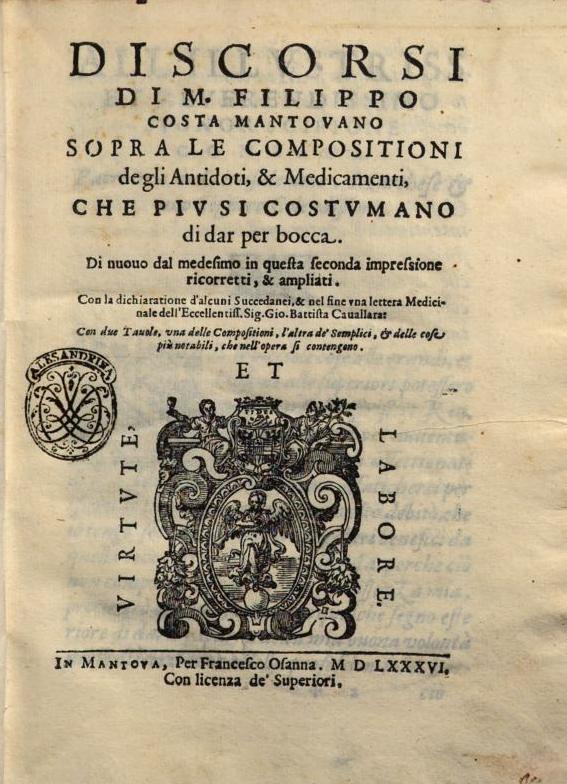 DISCORSI
DI M. FILIPPO
COSTA MANTOVANO
SOPRA LE COMPOSITIONI
degli Antidoti, & Medicamenti,
CHE PIV SI COSTVMANO
di dar per bocca.
Di nuouo dal medesimo in questa seconda impressione
ricorretti, & ampliati.
Con la dichiaratione d'alcuni Succedanei, & nel fine vna lettera Medici-
nale dell'Eccellentiss. Sig. Gio. Battista Cauallara:
Con due Tauole, vna delle Compositioni, l'altra de' Semplici, & delle cose
più notabili, che nell'opera si contengono.
ET
ALESANDRINA
VIRTVTE,
LABORE.
IN MANTOVA, Per Francesco Osanna. M D LXXXVI.
Con licenza de' Superiori.